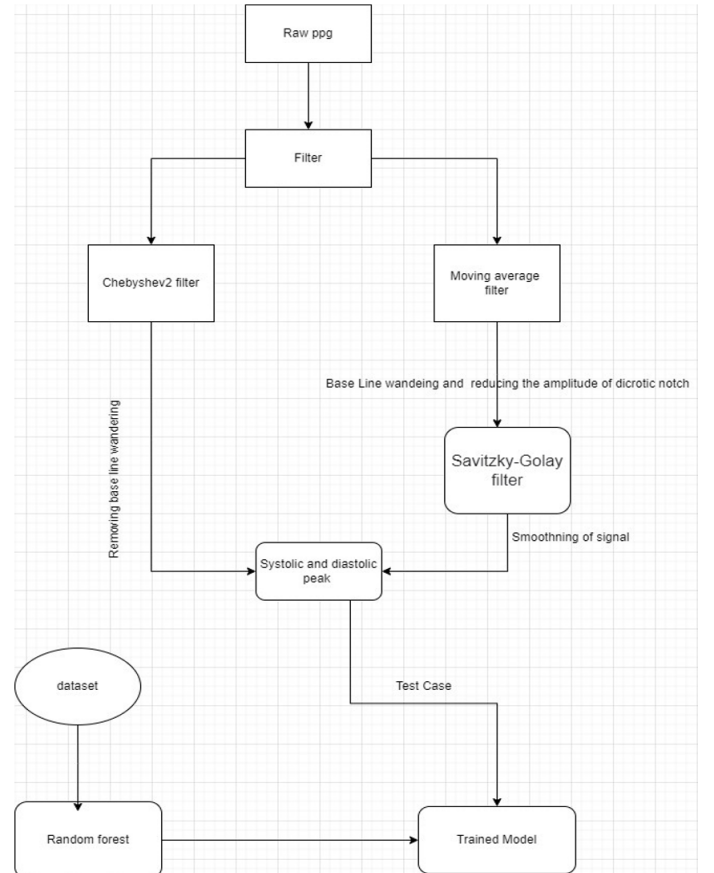 Raw ppg
Filter
Chebyshev2 filter
Moving average
filter
Base Line wandeing and reducing the amplitude of dicrotic notch
Removing base line wandering
Savitzky-Golay
filter
Smoothning of signal
Systolic and diastolic
peak
dataset
Test Case
Random forest
Trained Model